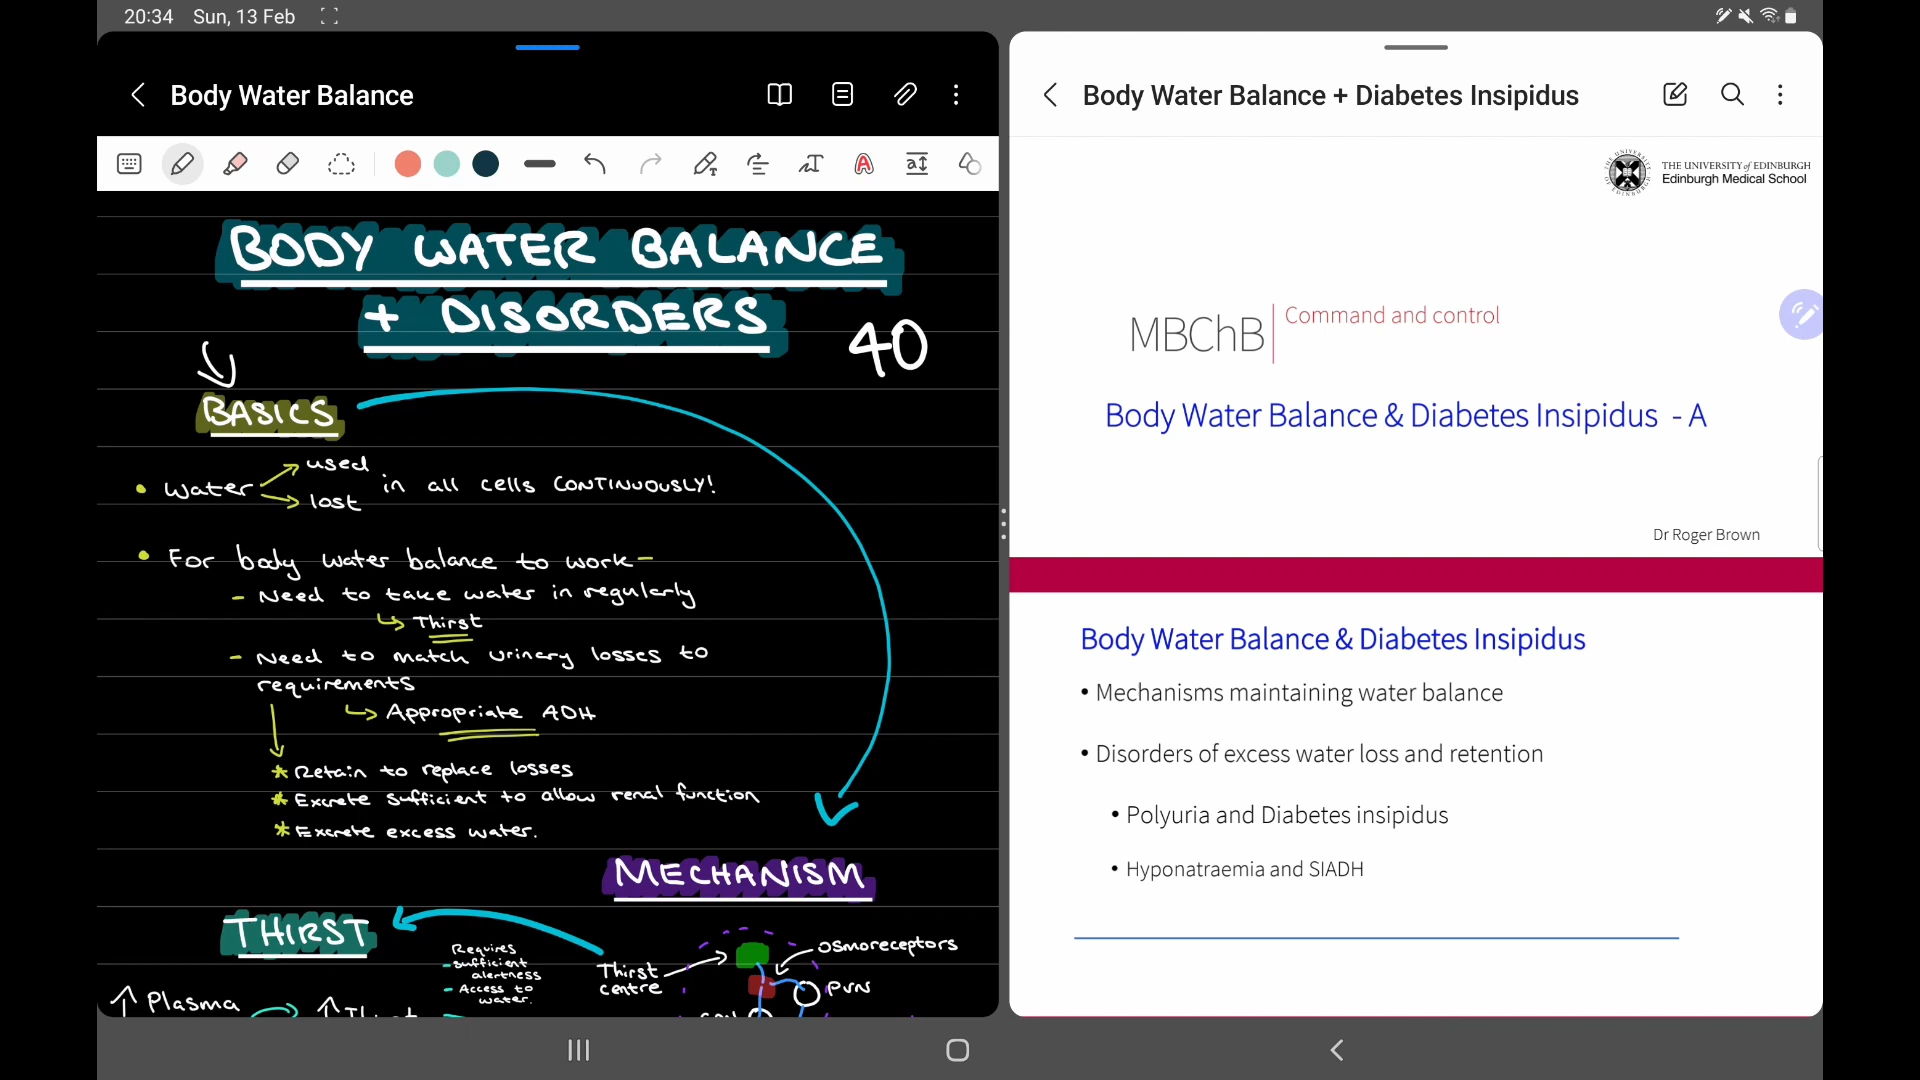 20:34 Sun, 13 Feb
Body Water Balance
BODY WATER BALANCE
+ DISORDERS
40
BASICS
• Water
used
lost
in all cells CONTINUOUSLY!
• For body water balance to work -
- Need to take water in regularly
Thirst
- Need to match urinary losses to
requirements
Appropriate ADH
* Retain to replace losses
* Excrete sufficient to allow renal function
* Excrete excess water.
MECHANISM
THIRST
Requires
- sufficient
alertness
- Access to
water.
Thirst
centre
osmoreceptors
PVN
↑ Plasma
↑ Thirst
Body Water Balance + Diabetes Insipidus
THE UNIVERSITY of EDINBURGH
Edinburgh Medical School
MBChB
Command and control
Body Water Balance & Diabetes Insipidus - A
Dr Roger Brown
Body Water Balance & Diabetes Insipidus
• Mechanisms maintaining water balance
• Disorders of excess water loss and retention
• Polyuria and Diabetes insipidus
• Hyponatraemia and SIADH